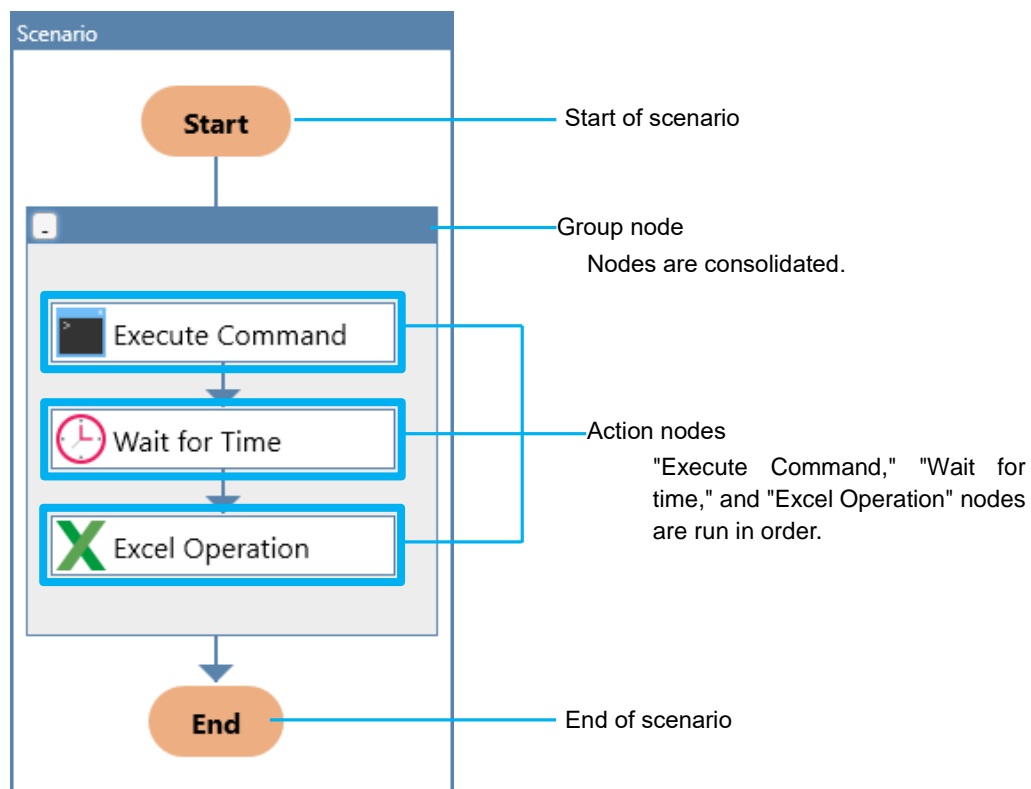 Scenario
Start
Start of scenario
-
Group node
Nodes are consolidated.
>
Execute Command
Wait for Time
Action nodes
"Execute Command," "Wait for
time," and "Excel Operation" nodes
are run in order.
Excel Operation
End
End of scenario